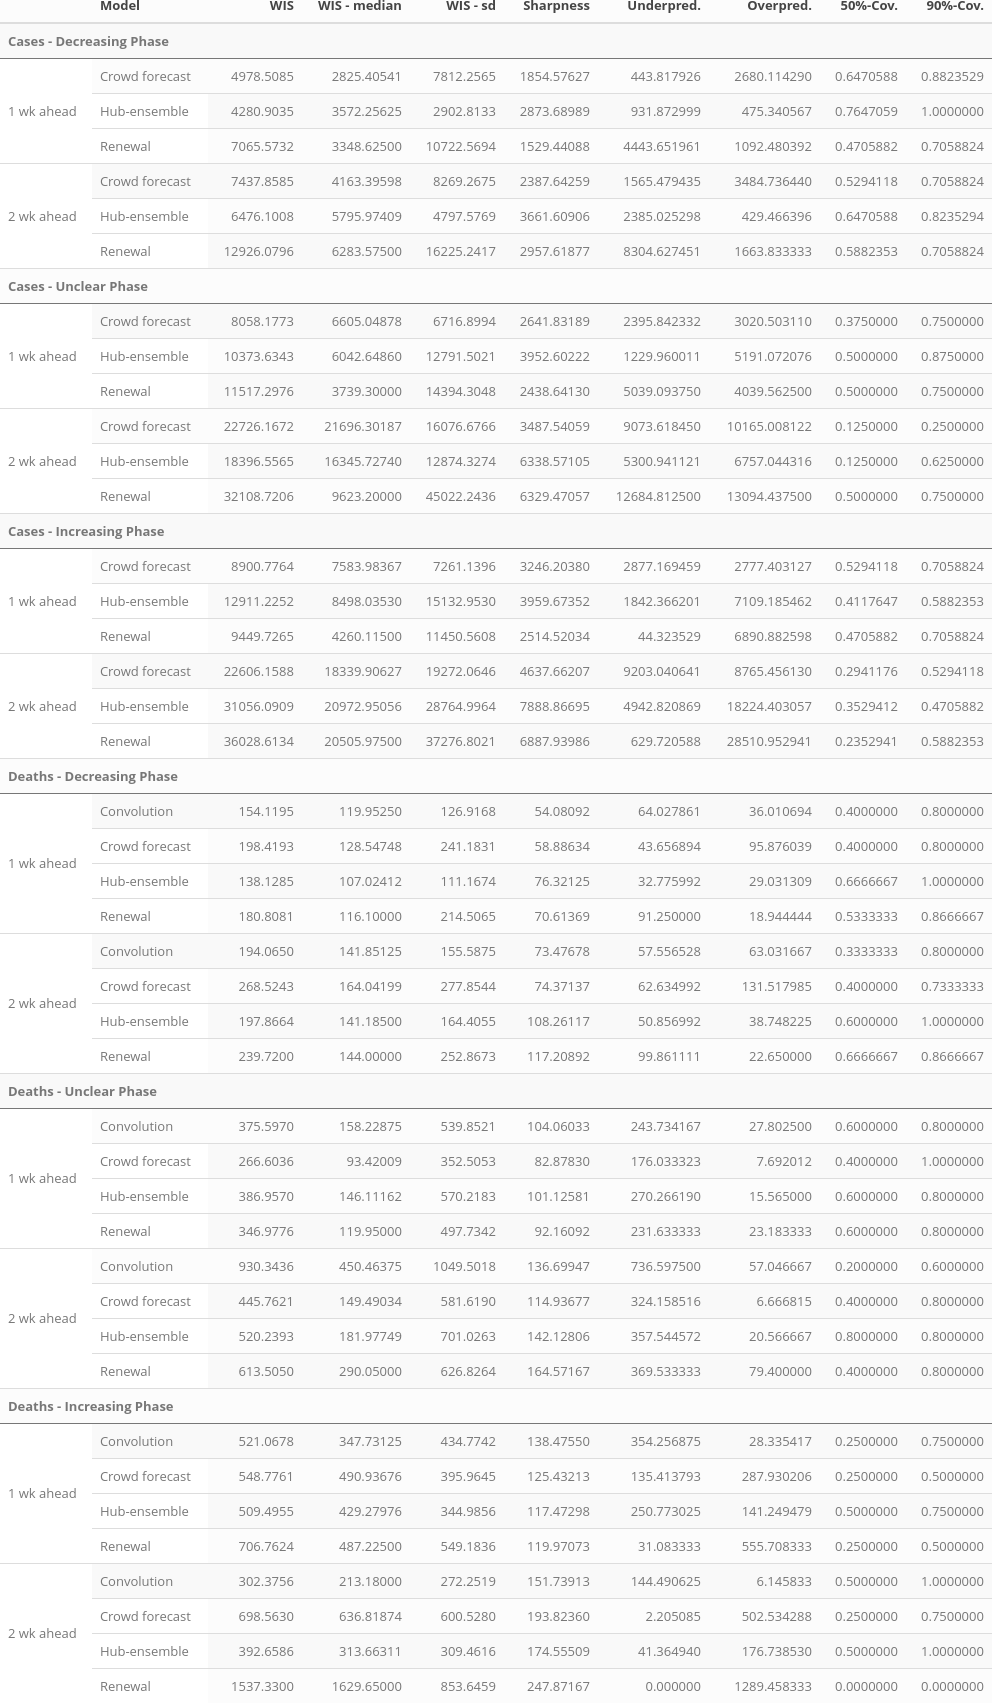 Model WIS WIS - median WIS - sd Sharpness Underpred. Overpred. 50%-Cov. 90%-Cov.
Cases - Decreasing Phase
1 wk ahead Crowd forecast 4978.5085 2825.40541 7812.2565 1854.57627 443.817926 2680.114290 0.6470588 0.8823529
Hub-ensemble 4280.9035 3572.25625 2902.8133 2873.68989 931.872999 475.340567 0.7647059 1.0000000
Renewal 7065.5732 3348.62500 10722.5694 1529.44088 4443.651961 1092.480392 0.4705882 0.7058824
2 wk ahead Crowd forecast 7437.8585 4163.39598 8269.2675 2387.64259 1565.479435 3484.736440 0.5294118 0.7058824
Hub-ensemble 6476.1008 5795.97409 4797.5769 3661.60906 2385.025298 429.466396 0.6470588 0.8235294
Renewal 12926.0796 6283.57500 16225.2417 2957.61877 8304.627451 1663.833333 0.5882353 0.7058824
Cases - Unclear Phase
1 wk ahead Crowd forecast 8058.1773 6605.04878 6716.8994 2641.83189 2395.842332 3020.503110 0.3750000 0.7500000
Hub-ensemble 10373.6343 6042.64860 12791.5021 3952.60222 1229.960011 5191.072076 0.5000000 0.8750000
Renewal 11517.2976 3739.30000 14394.3048 2438.64130 5039.093750 4039.562500 0.5000000 0.7500000
2 wk ahead Crowd forecast 22726.1672 21696.30187 16076.6766 3487.54059 9073.618450 10165.008122 0.1250000 0.2500000
Hub-ensemble 18396.5565 16345.72740 12874.3274 6338.57105 5300.941121 6757.044316 0.1250000 0.6250000
Renewal 32108.7206 9623.20000 45022.2436 6329.47057 12684.812500 13094.437500 0.5000000 0.7500000
Cases - Increasing Phase
1 wk ahead Crowd forecast 8900.7764 7583.98367 7261.1396 3246.20380 2877.169459 2777.403127 0.5294118 0.7058824
Hub-ensemble 12911.2252 8498.03530 15132.9530 3959.67352 1842.366201 7109.185462 0.4117647 0.5882353
Renewal 9449.7265 4260.11500 11450.5608 2514.52034 44.323529 6890.882598 0.4705882 0.7058824
2 wk ahead Crowd forecast 22606.1588 18339.90627 19272.0646 4637.66207 9203.040641 8765.456130 0.2941176 0.5294118
Hub-ensemble 31056.0909 20972.95056 28764.9964 7888.86695 4942.820869 18224.403057 0.3529412 0.4705882
Renewal 36028.6134 20505.97500 37276.8021 6887.93986 629.720588 28510.952941 0.2352941 0.5882353
Deaths - Decreasing Phase
1 wk ahead Convolution 154.1195 119.95250 126.9168 54.08092 64.027861 36.010694 0.4000000 0.8000000
Crowd forecast 198.4193 128.54748 241.1831 58.88634 43.656894 95.876039 0.4000000 0.8000000
Hub-ensemble 138.1285 107.02412 111.1674 76.32125 32.775992 29.031309 0.6666667 1.0000000
Renewal 180.8081 116.10000 214.5065 70.61369 91.250000 18.944444 0.5333333 0.8666667
2 wk ahead Convolution 194.0650 141.85125 155.5875 73.47678 57.556528 63.031667 0.3333333 0.8000000
Crowd forecast 268.5243 164.04199 277.8544 74.37137 62.634992 131.517985 0.4000000 0.7333333
Hub-ensemble 197.8664 141.18500 164.4055 108.26117 50.856992 38.748225 0.6000000 1.0000000
Renewal 239.7200 144.00000 252.8673 117.20892 99.861111 22.650000 0.6666667 0.8666667
Deaths - Unclear Phase
1 wk ahead Convolution 375.5970 158.22875 539.8521 104.06033 243.734167 27.802500 0.6000000 0.8000000
Crowd forecast 266.6036 93.42009 352.5053 82.87830 176.033323 7.692012 0.4000000 1.0000000
Hub-ensemble 386.9570 146.11162 570.2183 101.12581 270.266190 15.565000 0.6000000 0.8000000
Renewal 346.9776 119.95000 497.7342 92.16092 231.633333 23.183333 0.6000000 0.8000000
2 wk ahead Convolution 930.3436 450.46375 1049.5018 136.69947 736.597500 57.046667 0.2000000 0.6000000
Crowd forecast 445.7621 149.49034 581.6190 114.93677 324.158516 6.666815 0.4000000 0.8000000
Hub-ensemble 520.2393 181.97749 701.0263 142.12806 357.544572 20.566667 0.8000000 0.8000000
Renewal 613.5050 290.05000 626.8264 164.57167 369.533333 79.400000 0.4000000 0.8000000
Deaths - Increasing Phase
1 wk ahead Convolution 521.0678 347.73125 434.7742 138.47550 354.256875 28.335417 0.2500000 0.7500000
Crowd forecast 548.7761 490.93676 395.9645 125.43213 135.413793 287.930206 0.2500000 0.5000000
Hub-ensemble 509.4955 429.27976 344.9856 117.47298 250.773025 141.249479 0.5000000 0.7500000
Renewal 706.7624 487.22500 549.1836 119.97073 31.083333 555.708333 0.2500000 0.5000000
2 wk ahead Convolution 302.3756 213.18000 272.2519 151.73913 144.490625 6.145833 0.5000000 1.0000000
Crowd forecast 698.5630 636.81874 600.5280 193.82360 2.205085 502.534288 0.2500000 0.7500000
Hub-ensemble 392.6586 313.66311 309.4616 174.55509 41.364940 176.738530 0.5000000 1.0000000
Renewal 1537.3300 1629.65000 853.6459 247.87167 0.000000 1289.458333 0.0000000 0.0000000